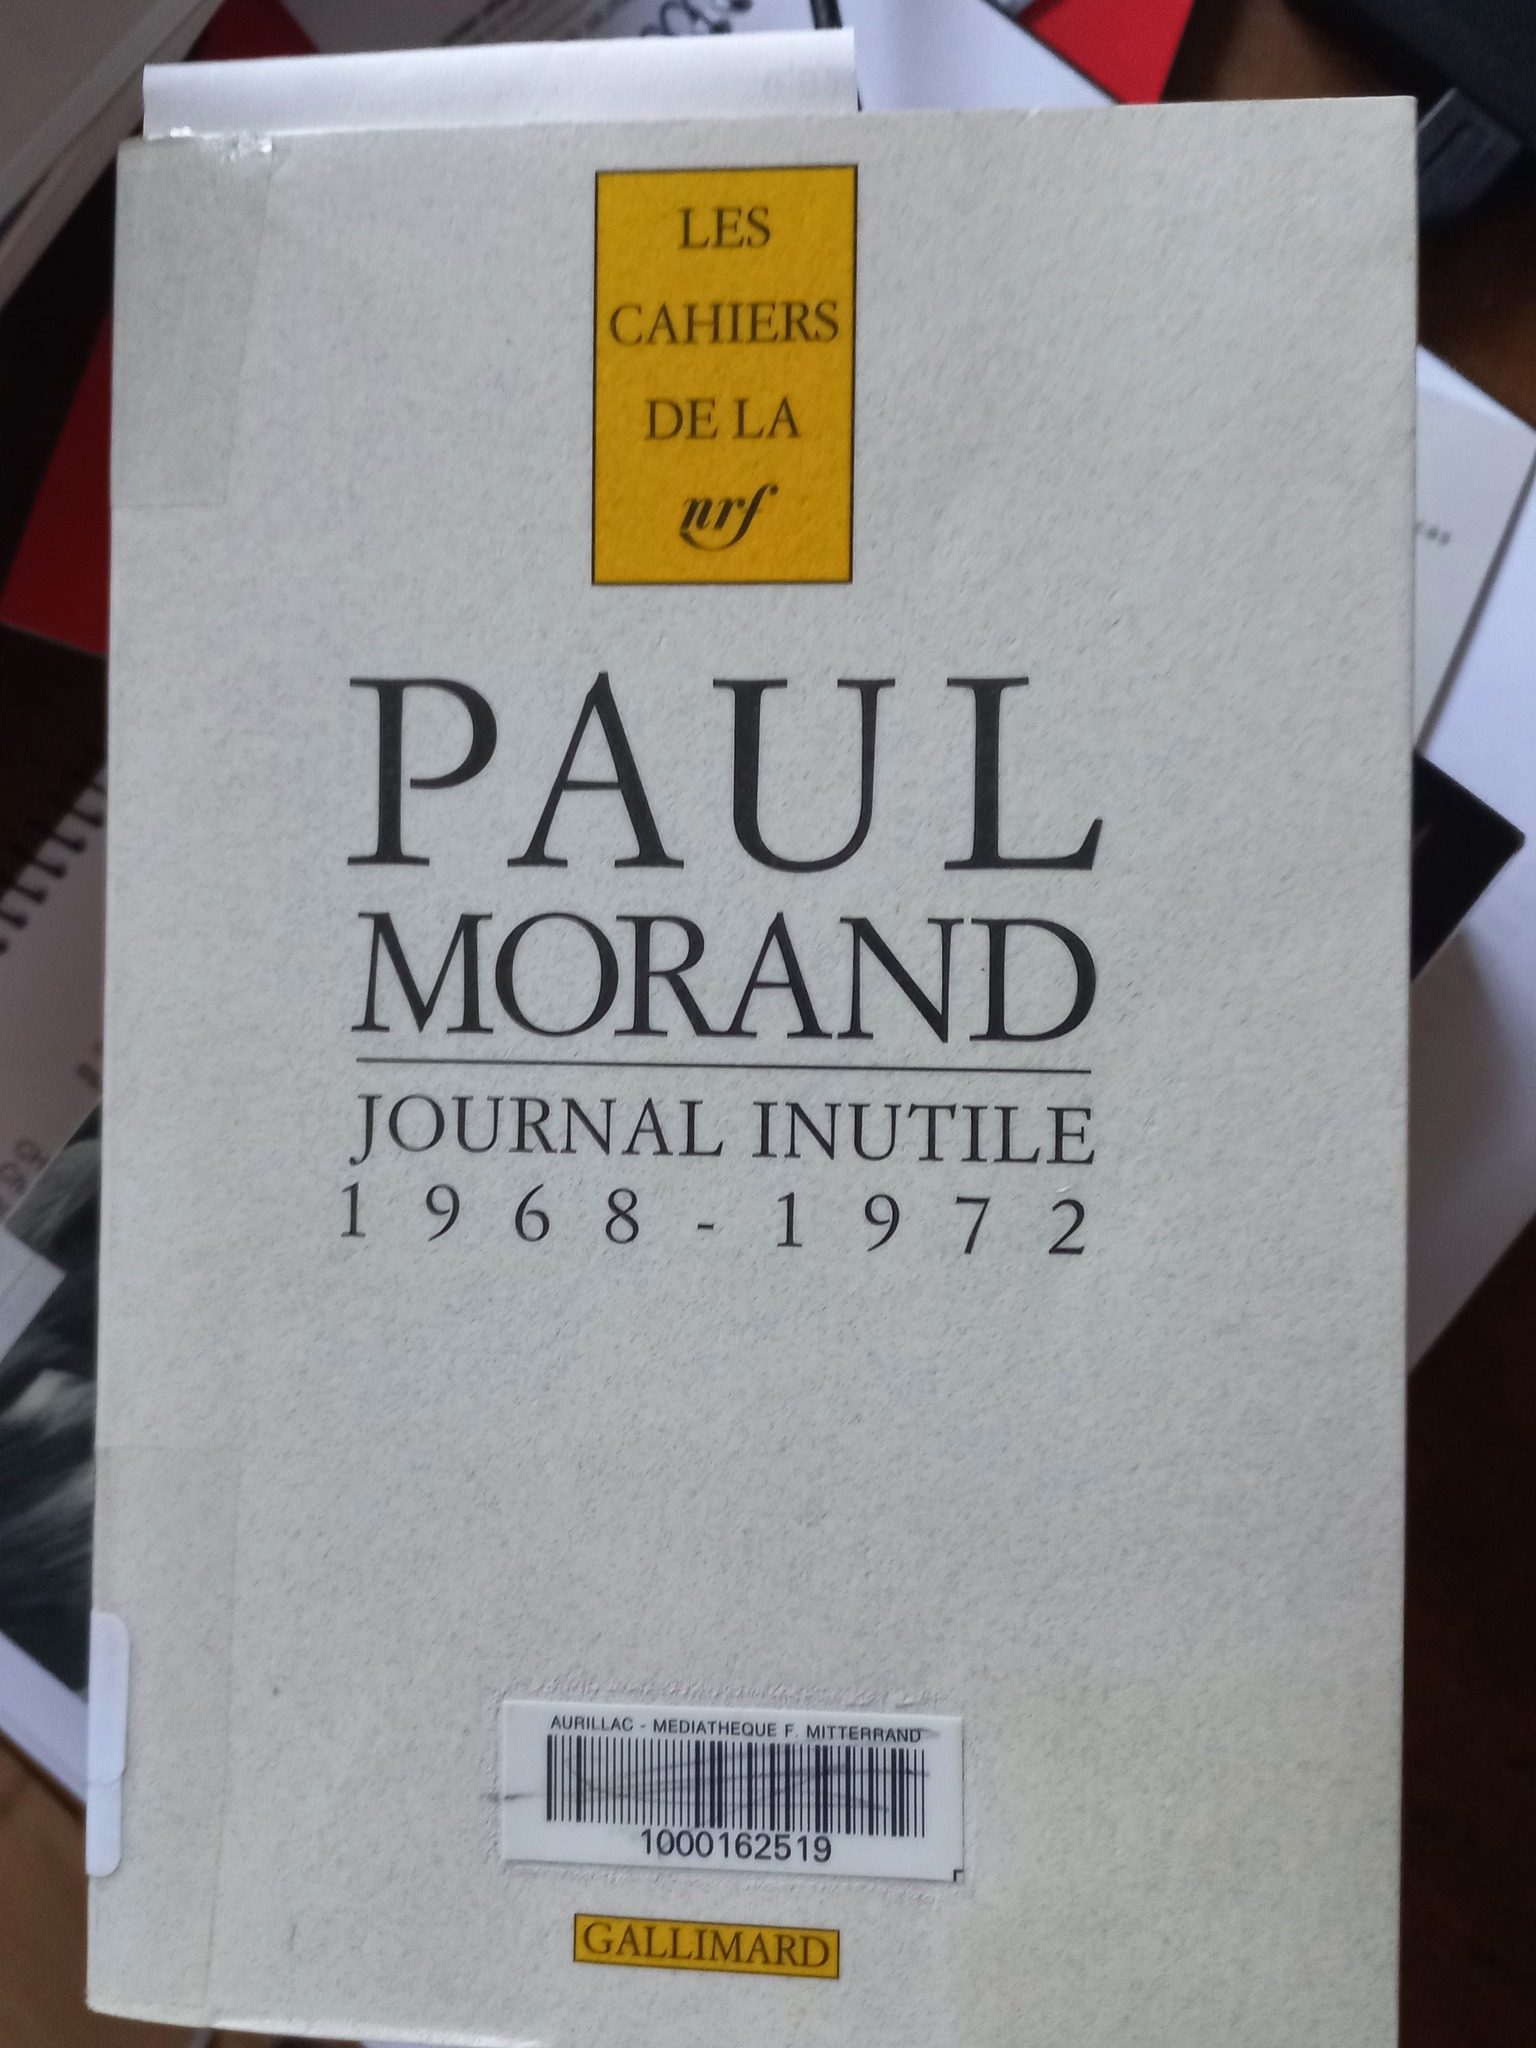 LES
CAHIERS
DE LA
nrf
PAUL
MORAND
JOURNAL INUTILE
1968-1972
AURILLAC - MEDIATHEQUE F. MITTERRAND
1000162519
GALLIMARD